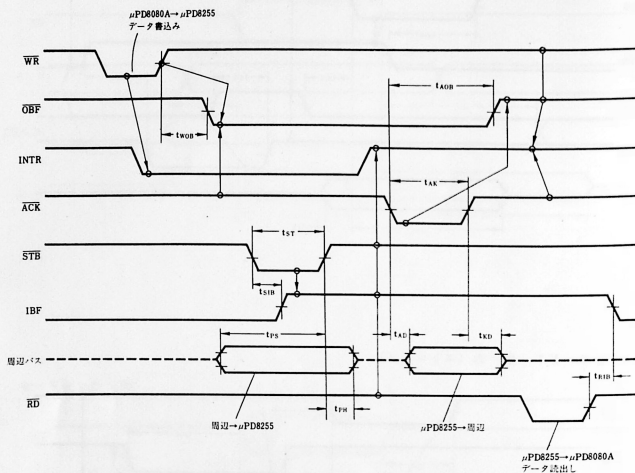 μPD8080A→μPD8255
データ書込み
WR
tAOB
OBF
tWOB
INTR
tAK
ACK
tST
STB
tSIB
IBF
tPS
tAD
tKD
周辺バス
tRIB
周辺→μPD8255
tPH
μPD8255→周辺
RD
μPD8255→μPD8080A
データ読出し